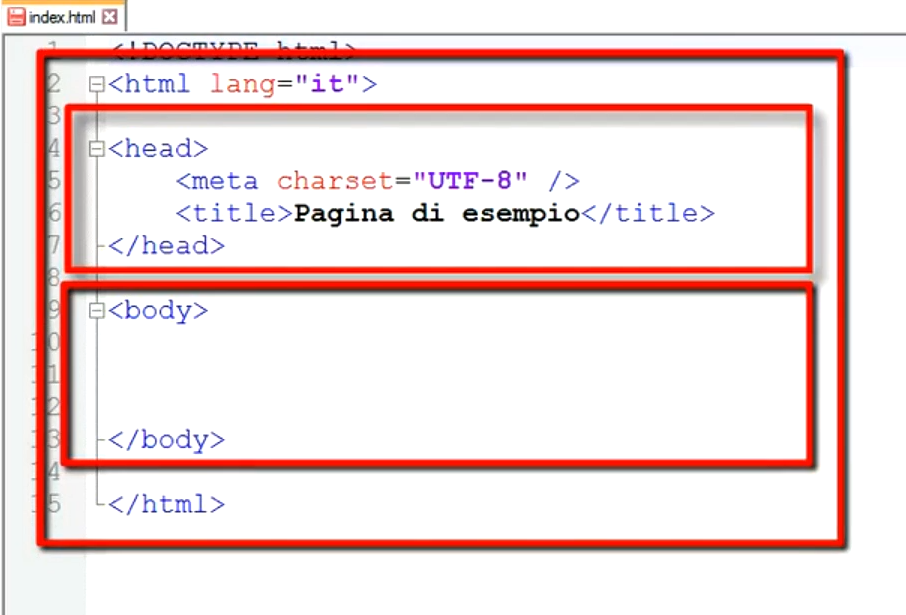 index.html
1 <!DOCTYPE html>
2 <html lang="it">
3
4 <head>
5 <meta charset="UTF-8" />
6 <title>Pagina di esempio</title>
7 </head>
8
9 <body>
10
11
12
13 </body>
14
15 </html>